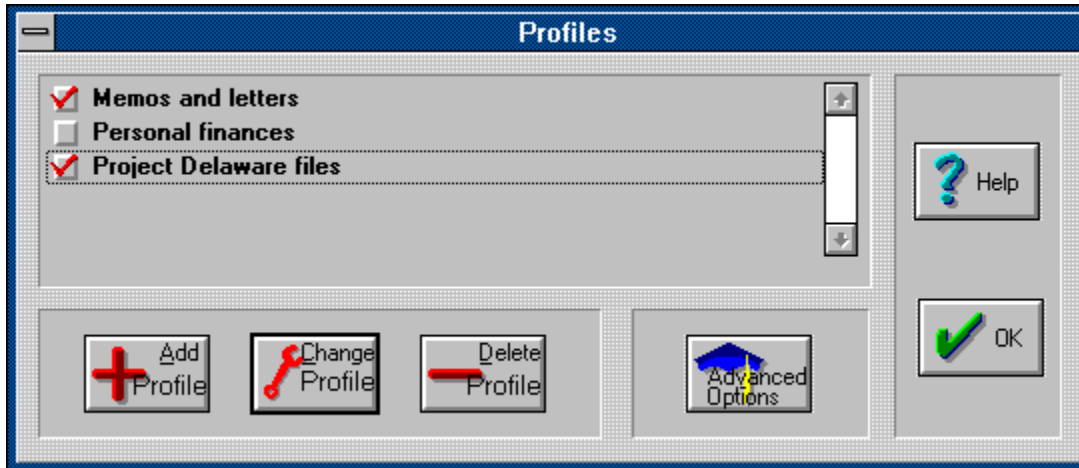 Profiles
Memos and letters
Personal finances
Project Delaware files
Help
OK
Add
Profile
Change
Profile
Delete
Profile
Advanced
Options